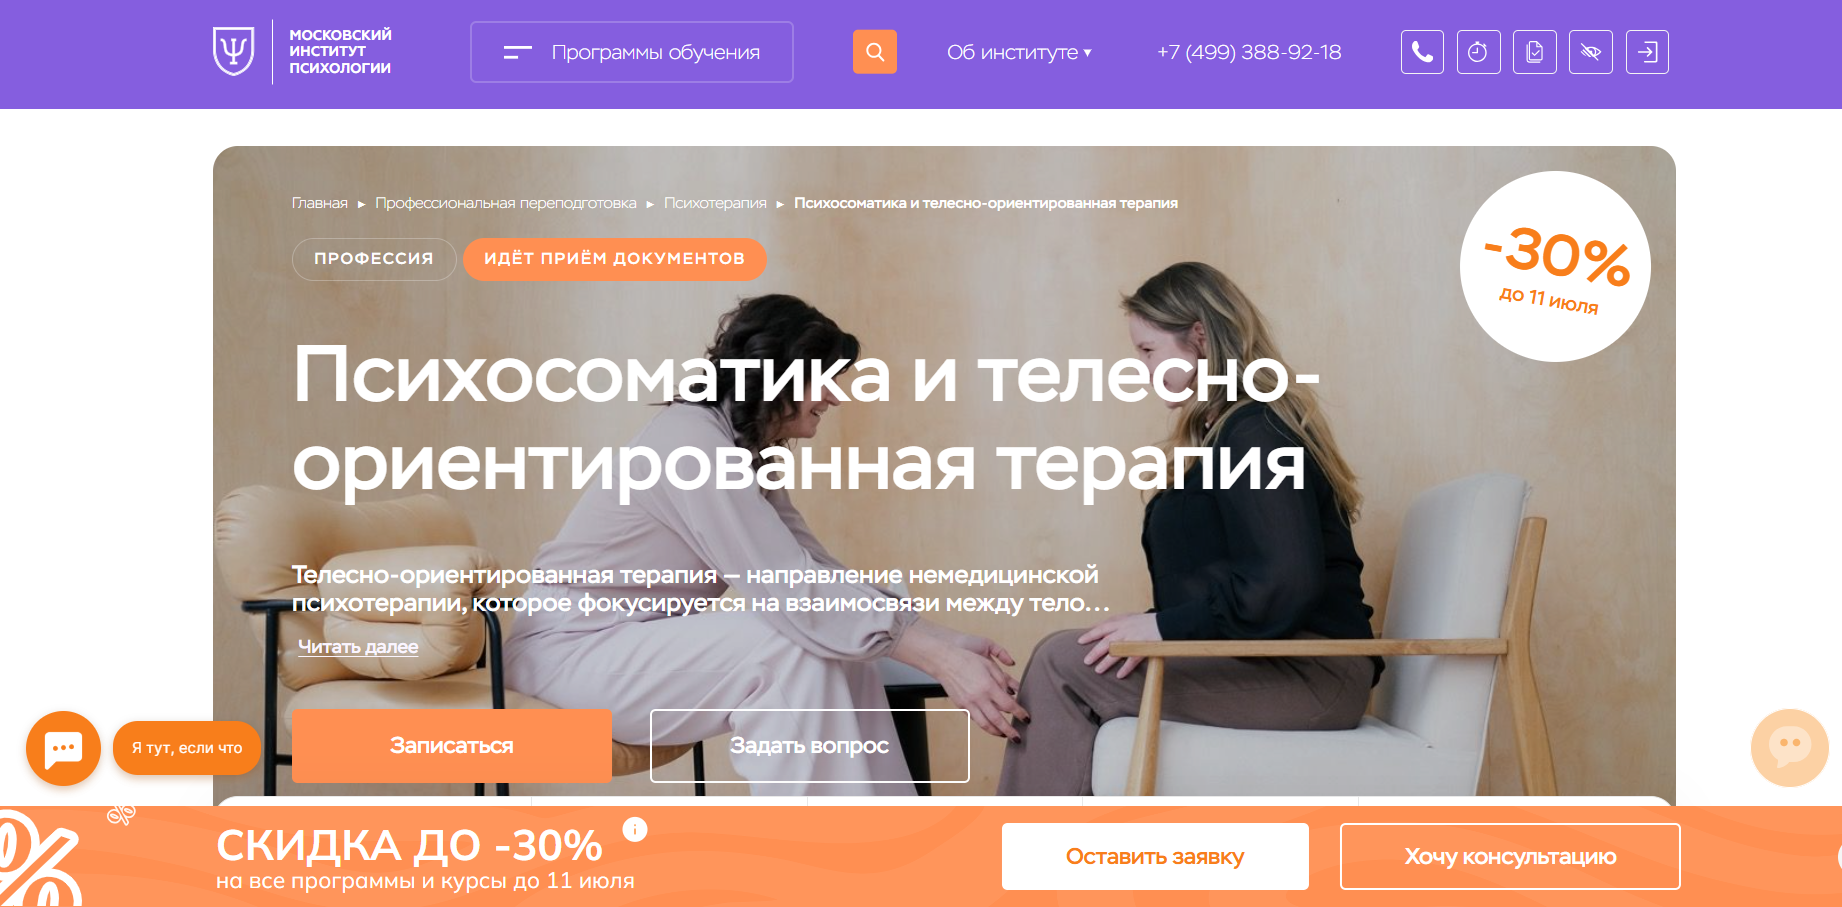 МОСКОВСКИЙ
ИНСТИТУТ
ПСИХОЛОГИИ
Программы обучения
Об институте ▾
+7 (499) 388-92-18
Главная ▸ Профессиональная переподготовка ▸ Психотерапия ▸ Психосоматика и телесно-ориентированная терапия
ПРОФЕССИЯ
ИДЁТ ПРИЁМ ДОКУМЕНТОВ
-30%
до 11 июля
Психосоматика и телесно-
ориентированная терапия
Телесно-ориентированная терапия – направление немедицинской
психотерапии, которое фокусируется на взаимосвязи между тело...
Читать далее
Я тут, если что
Записаться
Задать вопрос
СКИДКА ДО -30%
на все программы и курсы до 11 июля
Оставить заявку
Хочу консультацию